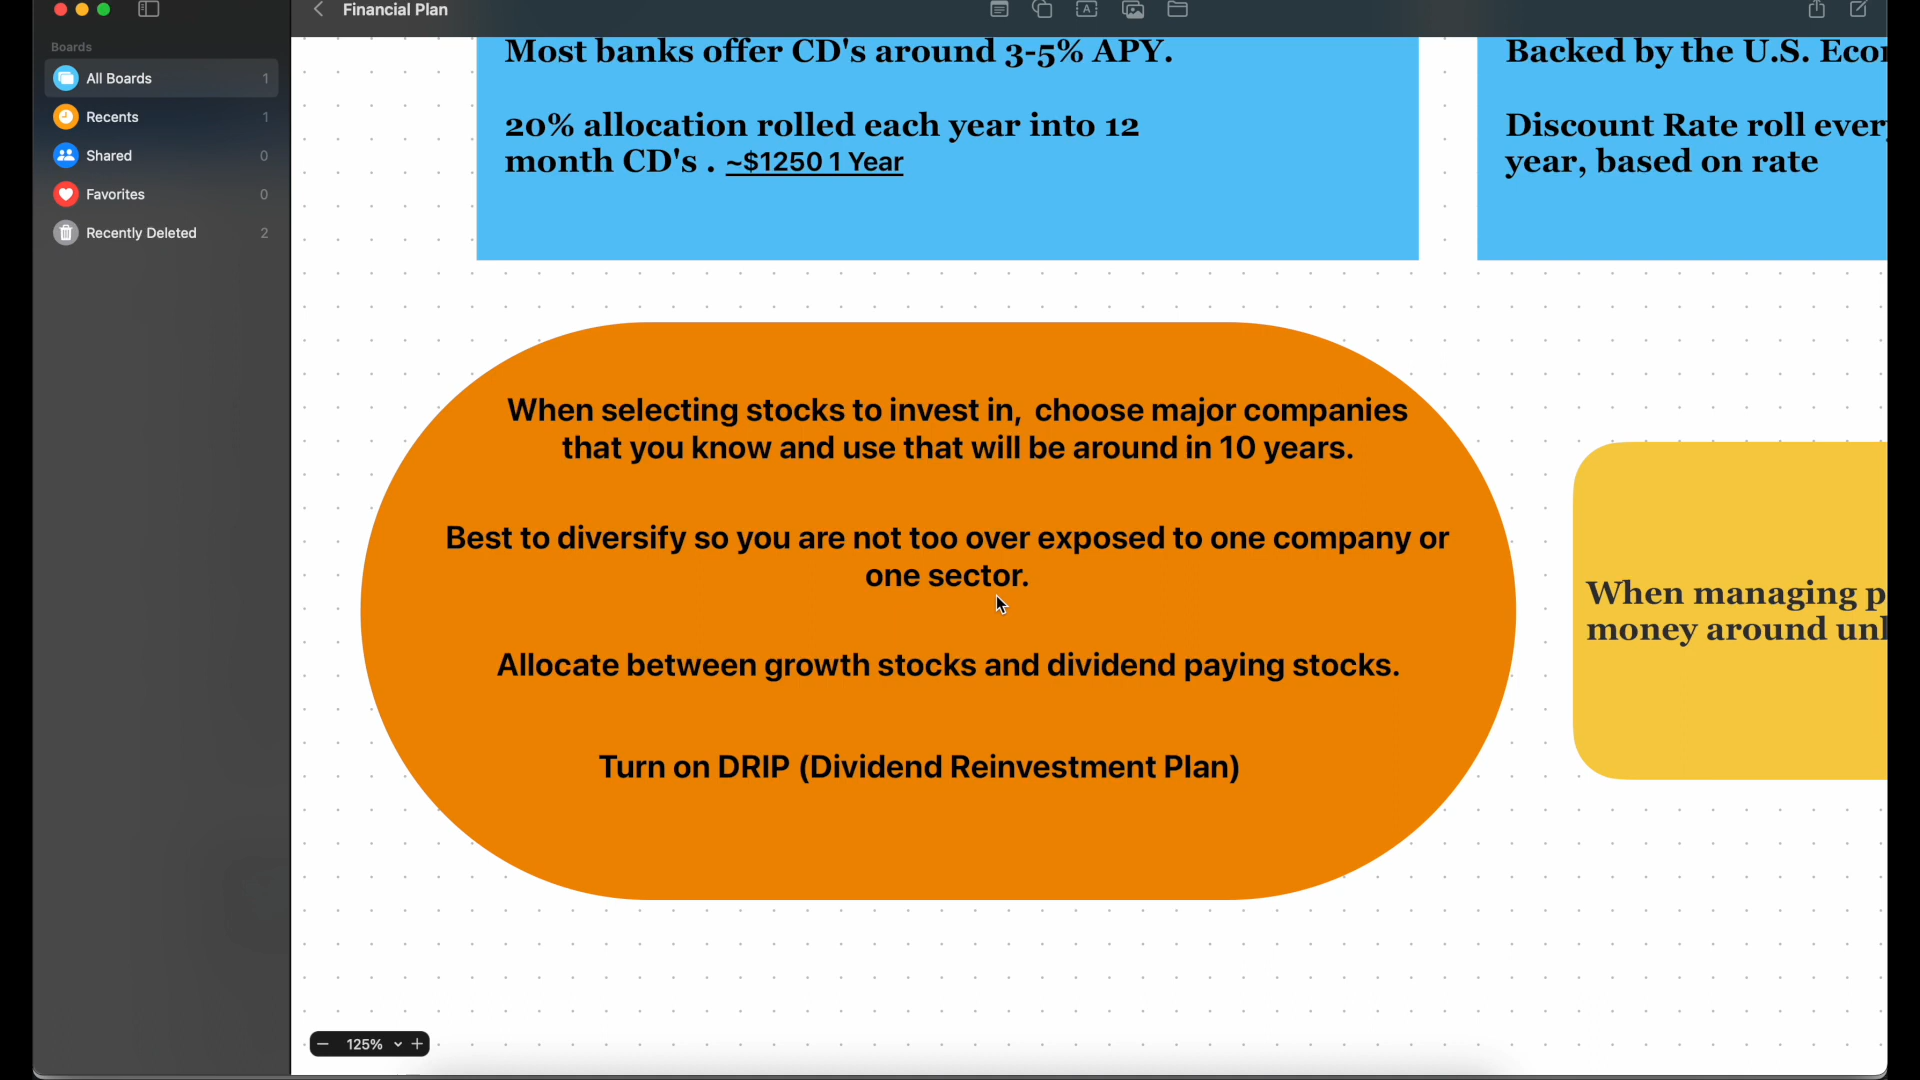 Financial Plan
Boards
All Boards 1
Recents 1
Shared 0
Favorites 0
Recently Deleted 2
Most banks offer CD's around 3-5% APY.
20% allocation rolled each year into 12
month CD's . ~$1250 1 Year
Backed by the U.S.
Discount Rate roll
year, based on rate
When selecting stocks to invest in, choose major companies
that you know and use that will be around in 10 years.
Best to diversify so you are not too over exposed to one company or
one sector.
Allocate between growth stocks and dividend paying stocks.
Turn on DRIP (Dividend Reinvestment Plan)
When managing
money around
125%